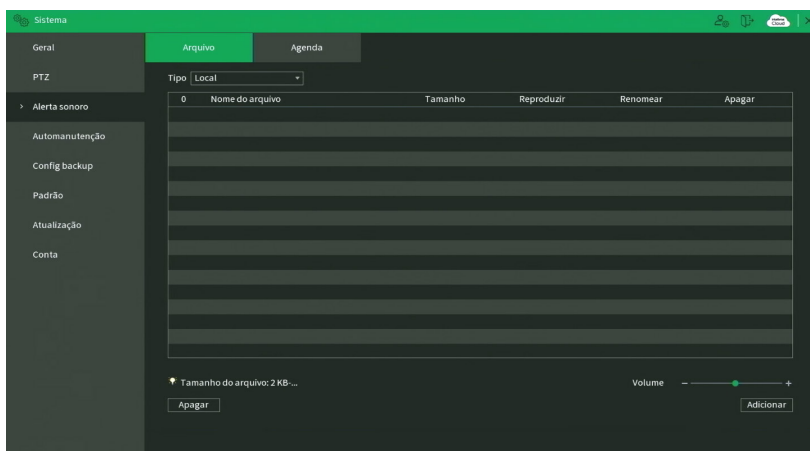 Sistema
Geral
PTZ
> Alerta sonoro
Automanutenção
Config backup
Padrão
Atualização
Conta
Arquivo Agenda
Tipo Local
0 Nome do arquivo Tamanho Reproduzir Renomear Apagar
Tamanho do arquivo: 2 KB-...
Volume - +
Apagar Adicionar
Cloud